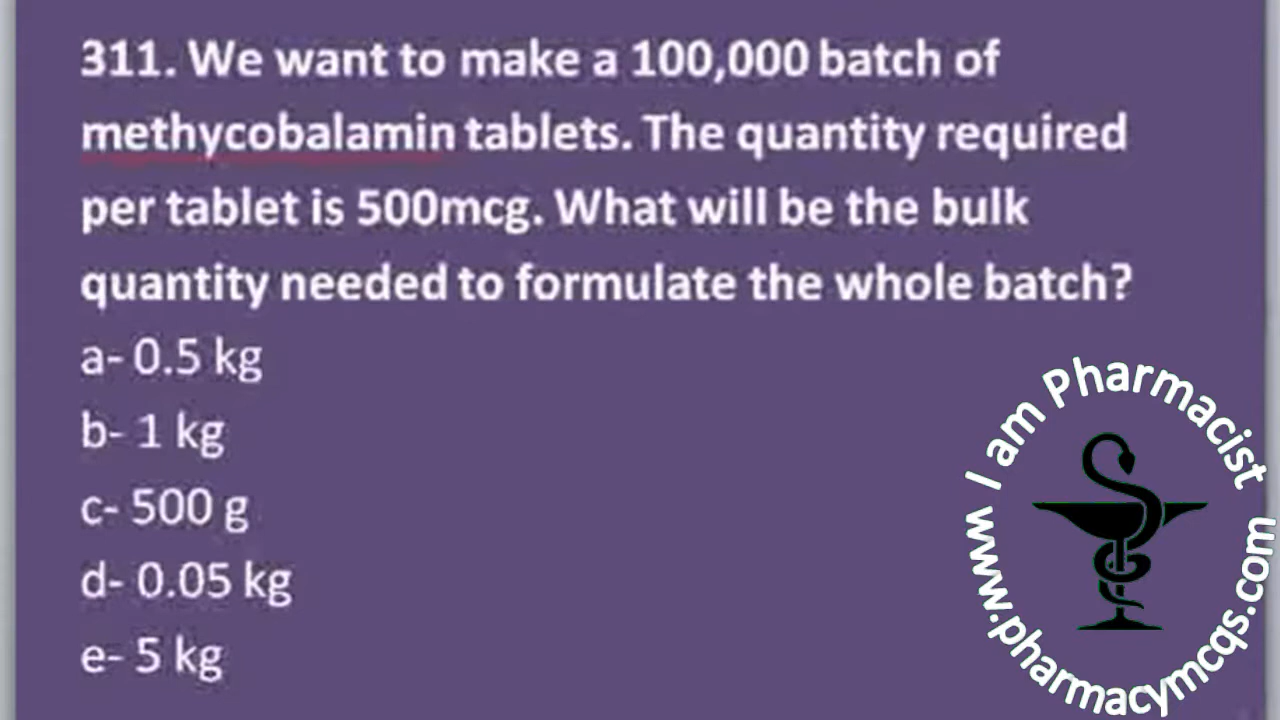 311. We want to make a 100,000 batch of
methycobalamin tablets. The quantity required
per tablet is 500mcg. What will be the bulk
quantity needed to formulate the whole batch?
a- 0.5 kg
b- 1 kg
c- 500 g
d- 0.05 kg
e- 5 kg
I am Pharmacist
www.pharmacymcqs.com